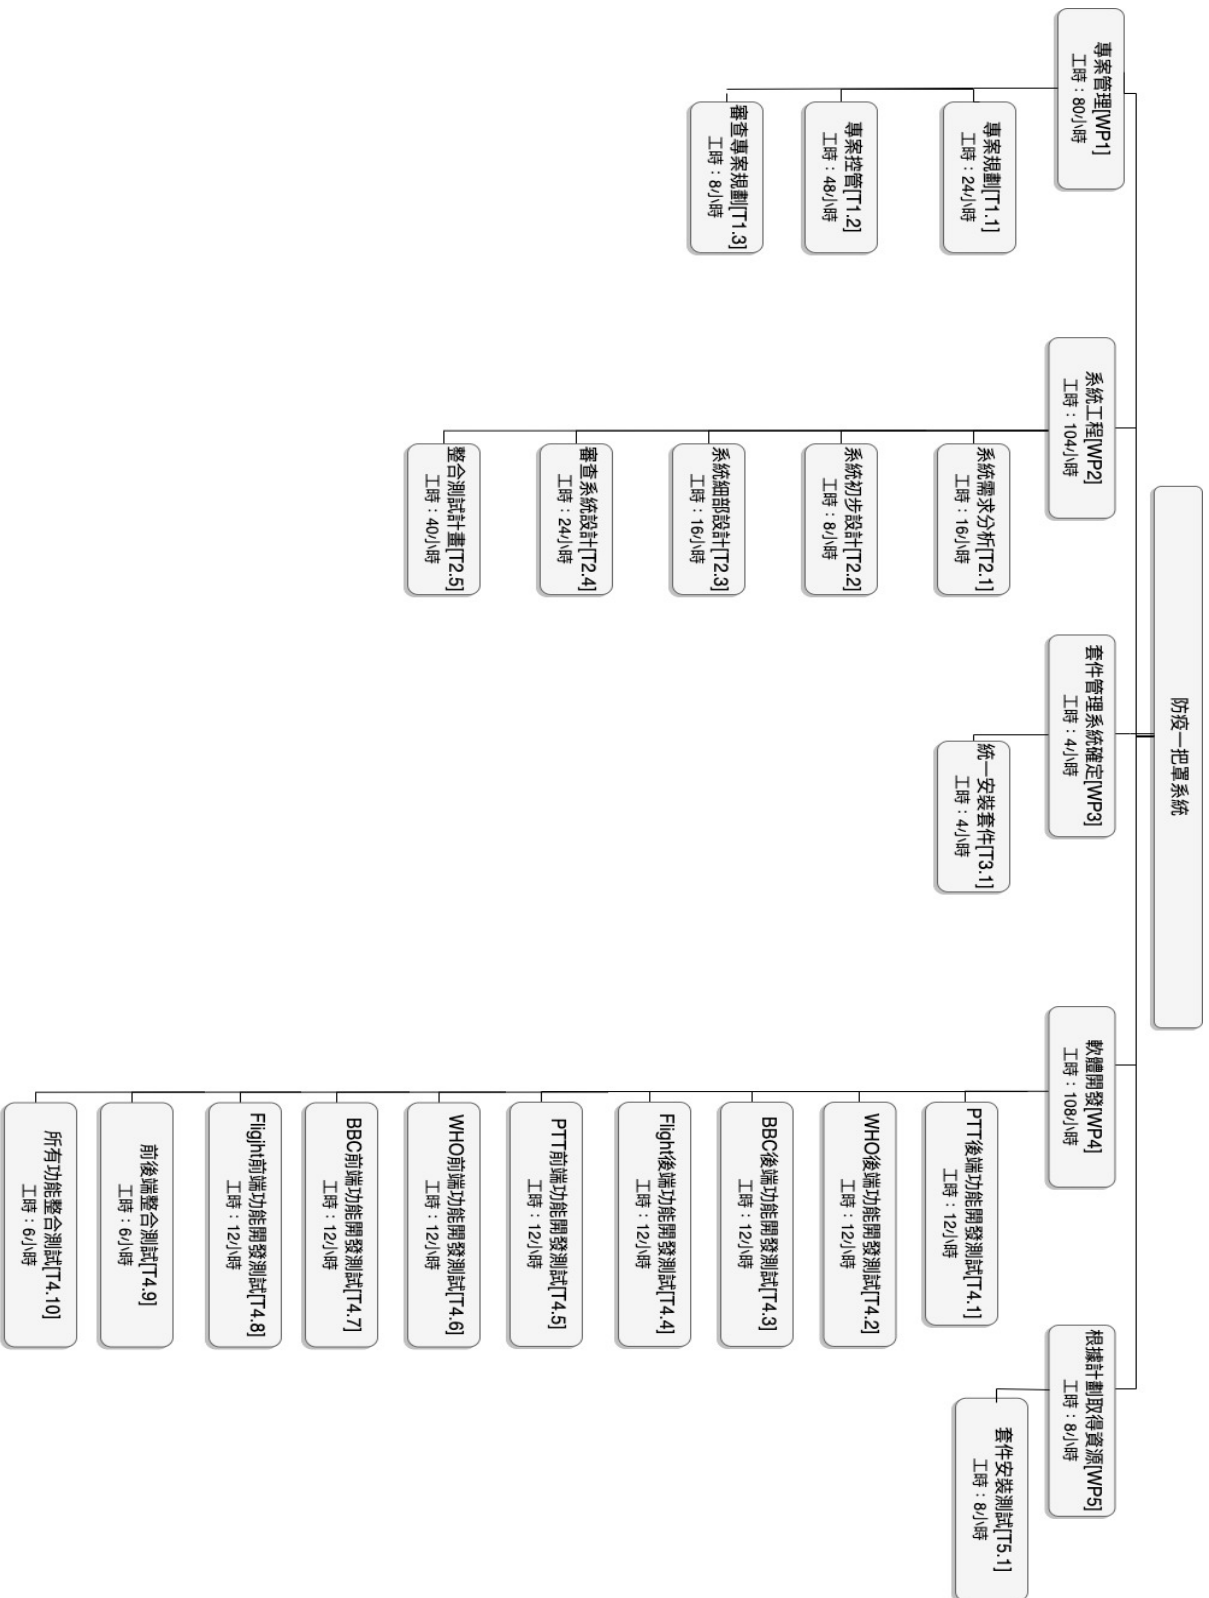 防疫一把罩系統
專案管理[WP1]
工時：80小時
專案規劃[T1.1]
工時：24小時
專案控管[T1.2]
工時：48小時
審查專案規劃[T1.3]
工時：8小時
系統工程[WP2]
工時：104小時
系統需求分析[T2.1]
工時：16小時
系統初步設計[T2.2]
工時：8小時
系統細部設計[T2.3]
工時：16小時
審查系統設計[T2.4]
工時：24小時
整合測試計畫[T2.5]
工時：40小時
套件管理系統確定[WP3]
工時：4小時
統一安裝套件[T3.1]
工時：4小時
軟體開發[WP4]
工時：108小時
PTT後端功能開發測試[T4.1]
工時：12小時
WHO後端功能開發測試[T4.2]
工時：12小時
BBC後端功能開發測試[T4.3]
工時：12小時
Flight後端功能開發測試[T4.4]
工時：12小時
PTT前端功能開發測試[T4.5]
工時：12小時
WHO前端功能開發測試[T4.6]
工時：12小時
BBC前端功能開發測試[T4.7]
工時：12小時
Fligjht前端功能開發測試[T4.8]
工時：12小時
前後端整合測試[T4.9]
工時：6小時
所有功能整合測試[T4.10]
工時：6小時
根據計劃取得資源[WP5]
工時：8小時
套件安裝測試[T5.1]
工時：8小時